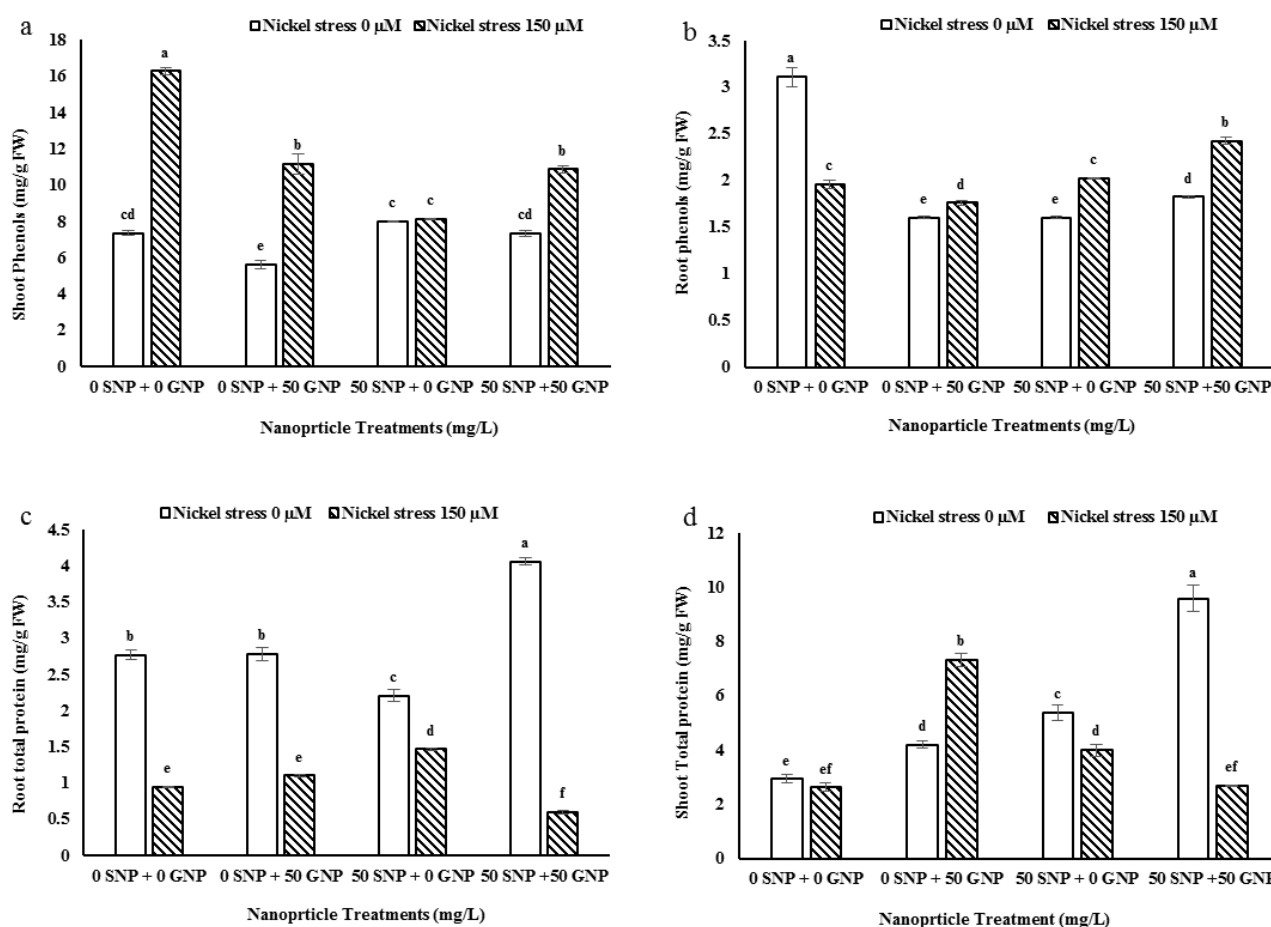 a
Nickel stress 0 µM Nickel stress 150 µM
18
16
14
12
10
8
6
4
2
0
Shoot Phenols (mg/g FW)
cd a e b c c cd b
0 SNP + 0 GNP 0 SNP + 50 GNP 50 SNP + 0 GNP 50 SNP +50 GNP
Nanoprticle Treatments (mg/L)
b
Nickel stress 0 µM Nickel stress 150 µM
3.5
3
2.5
2
1.5
1
0.5
0
Root phenols (mg/g FW)
a c e d e c d b
0 SNP + 0 GNP 0 SNP + 50 GNP 50 SNP + 0 GNP 50 SNP +50 GNP
Nanoparticle Treatments (mg/L)
c
Nickel stress 0 µM Nickel stress 150 µM
4.5
4
3.5
3
2.5
2
1.5
1
0.5
0
Root total protein (mg/g FW)
b e b e c d a f
0 SNP + 0 GNP 0 SNP + 50 GNP 50 SNP + 0 GNP 50 SNP +50 GNP
Nanoprticle Treatments (mg/L)
d
Nickel stress 0 µM Nickel stress 150 µM
12
10
8
6
4
2
0
Shoot Total protein (mg/g FW)
e ef d b c d a ef
0 SNP + 0 GNP 0 SNP + 50 GNP 50 SNP + 0 GNP 50 SNP +50 GNP
Nanoprticle Treatment (mg/L)